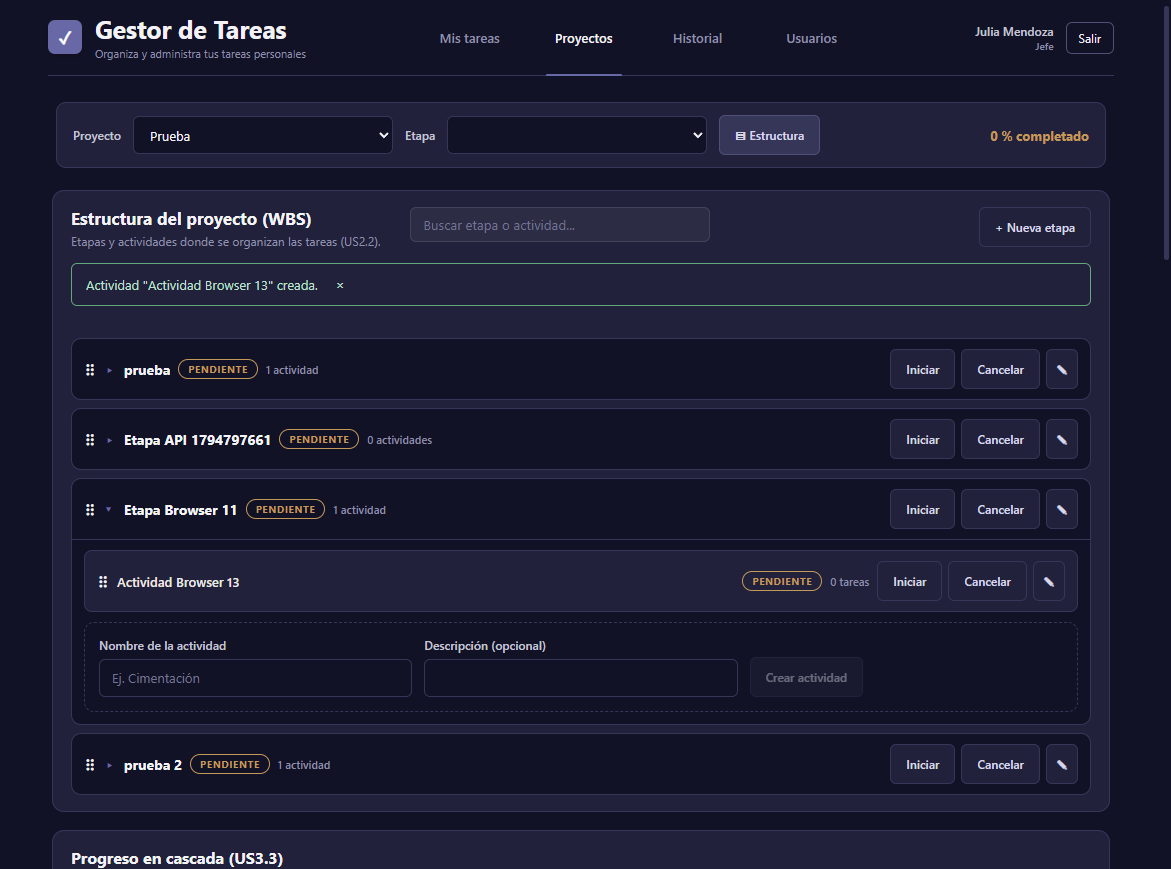 Gestor de Tareas
Organiza y administra tus tareas personales
Mis tareas
Proyectos
Historial
Usuarios
Julia Mendoza
Jefe
Salir
Proyecto
Prueba
Etapa
Estructura
0 % completado
Estructura del proyecto (WBS)
Etapas y actividades donde se organizan las tareas (US2.2).
Buscar etapa o actividad...
+ Nueva etapa
Actividad "Actividad Browser 13" creada. ×
prueba PENDIENTE 1 actividad Iniciar Cancelar
Etapa API 1794797661 PENDIENTE 0 actividades Iniciar Cancelar
Etapa Browser 11 PENDIENTE 1 actividad Iniciar Cancelar
Actividad Browser 13 PENDIENTE 0 tareas Iniciar Cancelar
Nombre de la actividad
Ej. Cimentación
Descripción (opcional)
Crear actividad
prueba 2 PENDIENTE 1 actividad Iniciar Cancelar
Progreso en cascada (US3.3)